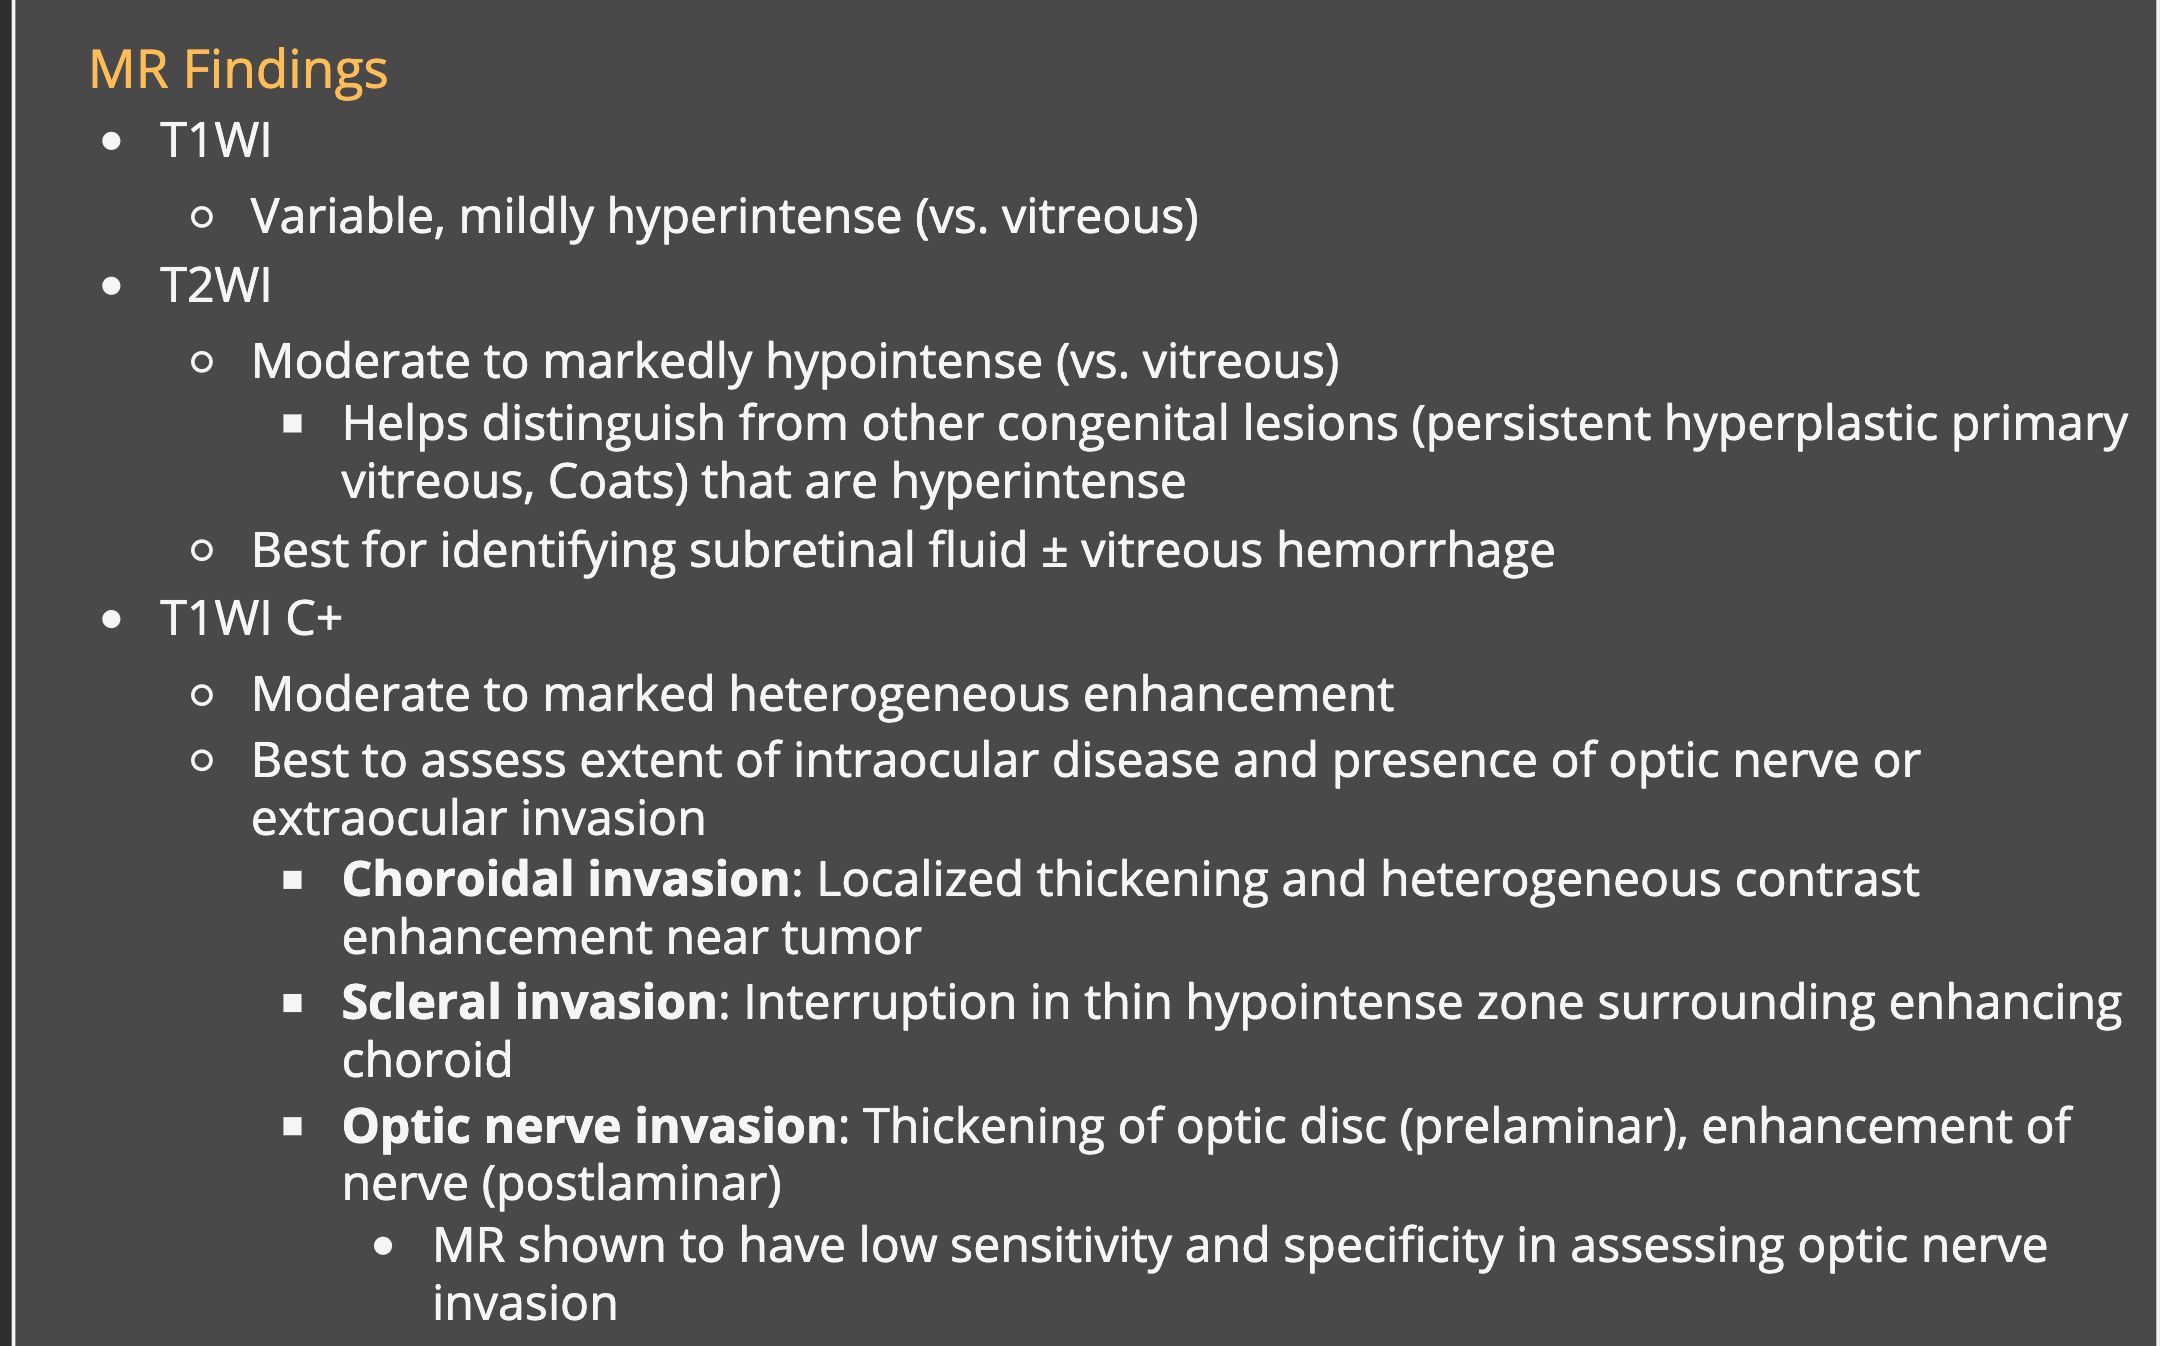 MR Findings
• T1WI
○ Variable, mildly hyperintense (vs. vitreous)
• T2WI
○ Moderate to markedly hypointense (vs. vitreous)
▪ Helps distinguish from other congenital lesions (persistent hyperplastic primary
vitreous, Coats) that are hyperintense
○ Best for identifying subretinal fluid ± vitreous hemorrhage
• T1WI C+
○ Moderate to marked heterogeneous enhancement
○ Best to assess extent of intraocular disease and presence of optic nerve or
extraocular invasion
▪ Choroidal invasion: Localized thickening and heterogeneous contrast
enhancement near tumor
▪ Scleral invasion: Interruption in thin hypointense zone surrounding enhancing
choroid
▪ Optic nerve invasion: Thickening of optic disc (prelaminar), enhancement of
nerve (postlaminar)
• MR shown to have low sensitivity and specificity in assessing optic nerve
invasion